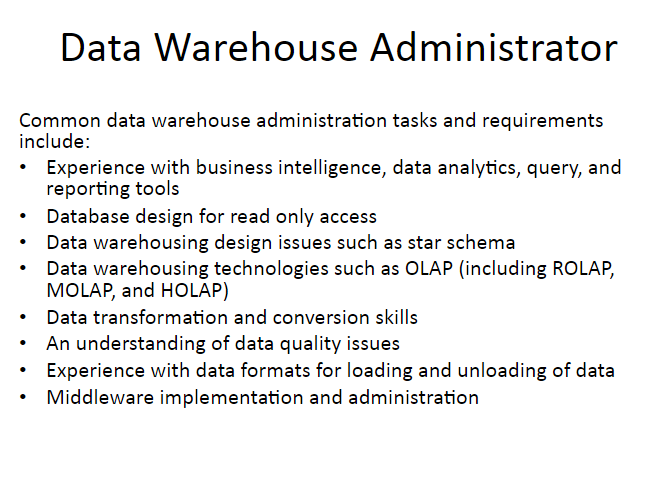 Data Warehouse Administrator
Common data warehouse administration tasks and requirements
include:
• Experience with business intelligence, data analytics, query, and
reporting tools
• Database design for read only access
• Data warehousing design issues such as star schema
• Data warehousing technologies such as OLAP (including ROLAP,
MOLAP, and HOLAP)
• Data transformation and conversion skills
• An understanding of data quality issues
• Experience with data formats for loading and unloading of data
• Middleware implementation and administration